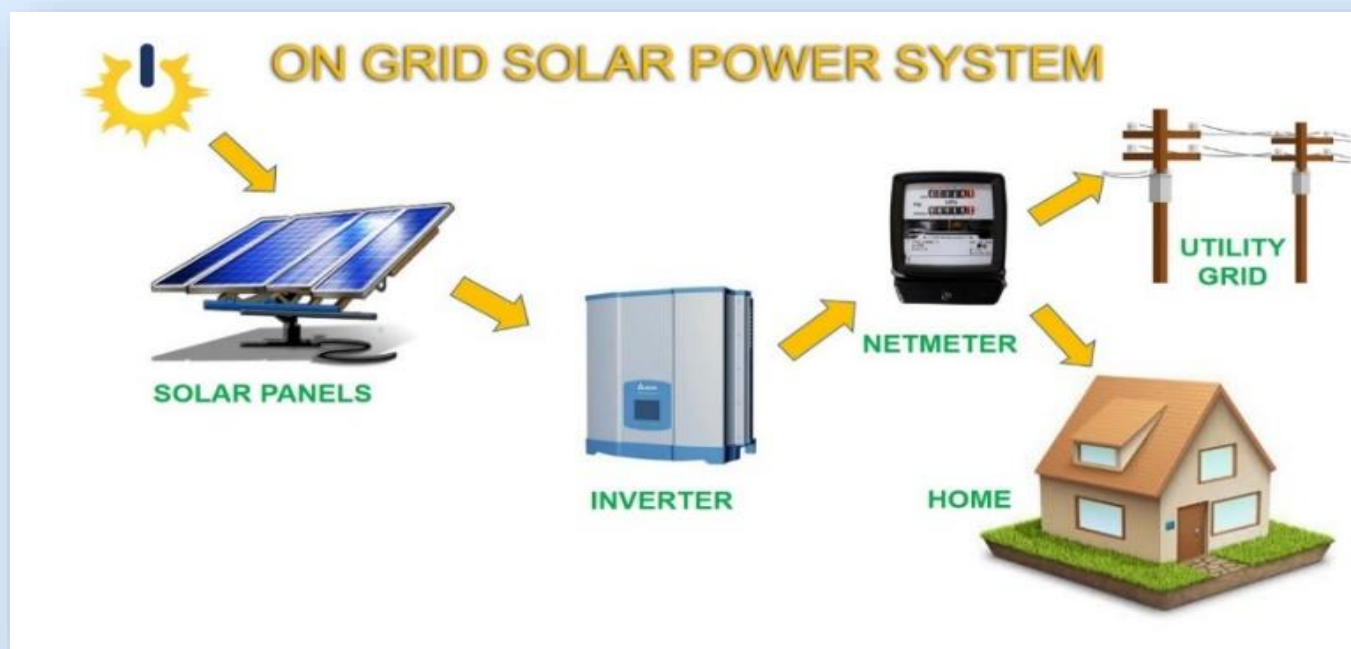 ON GRID SOLAR POWER SYSTEM
UTILITY
GRID
NETMETER
SOLAR PANELS
INVERTER
HOME